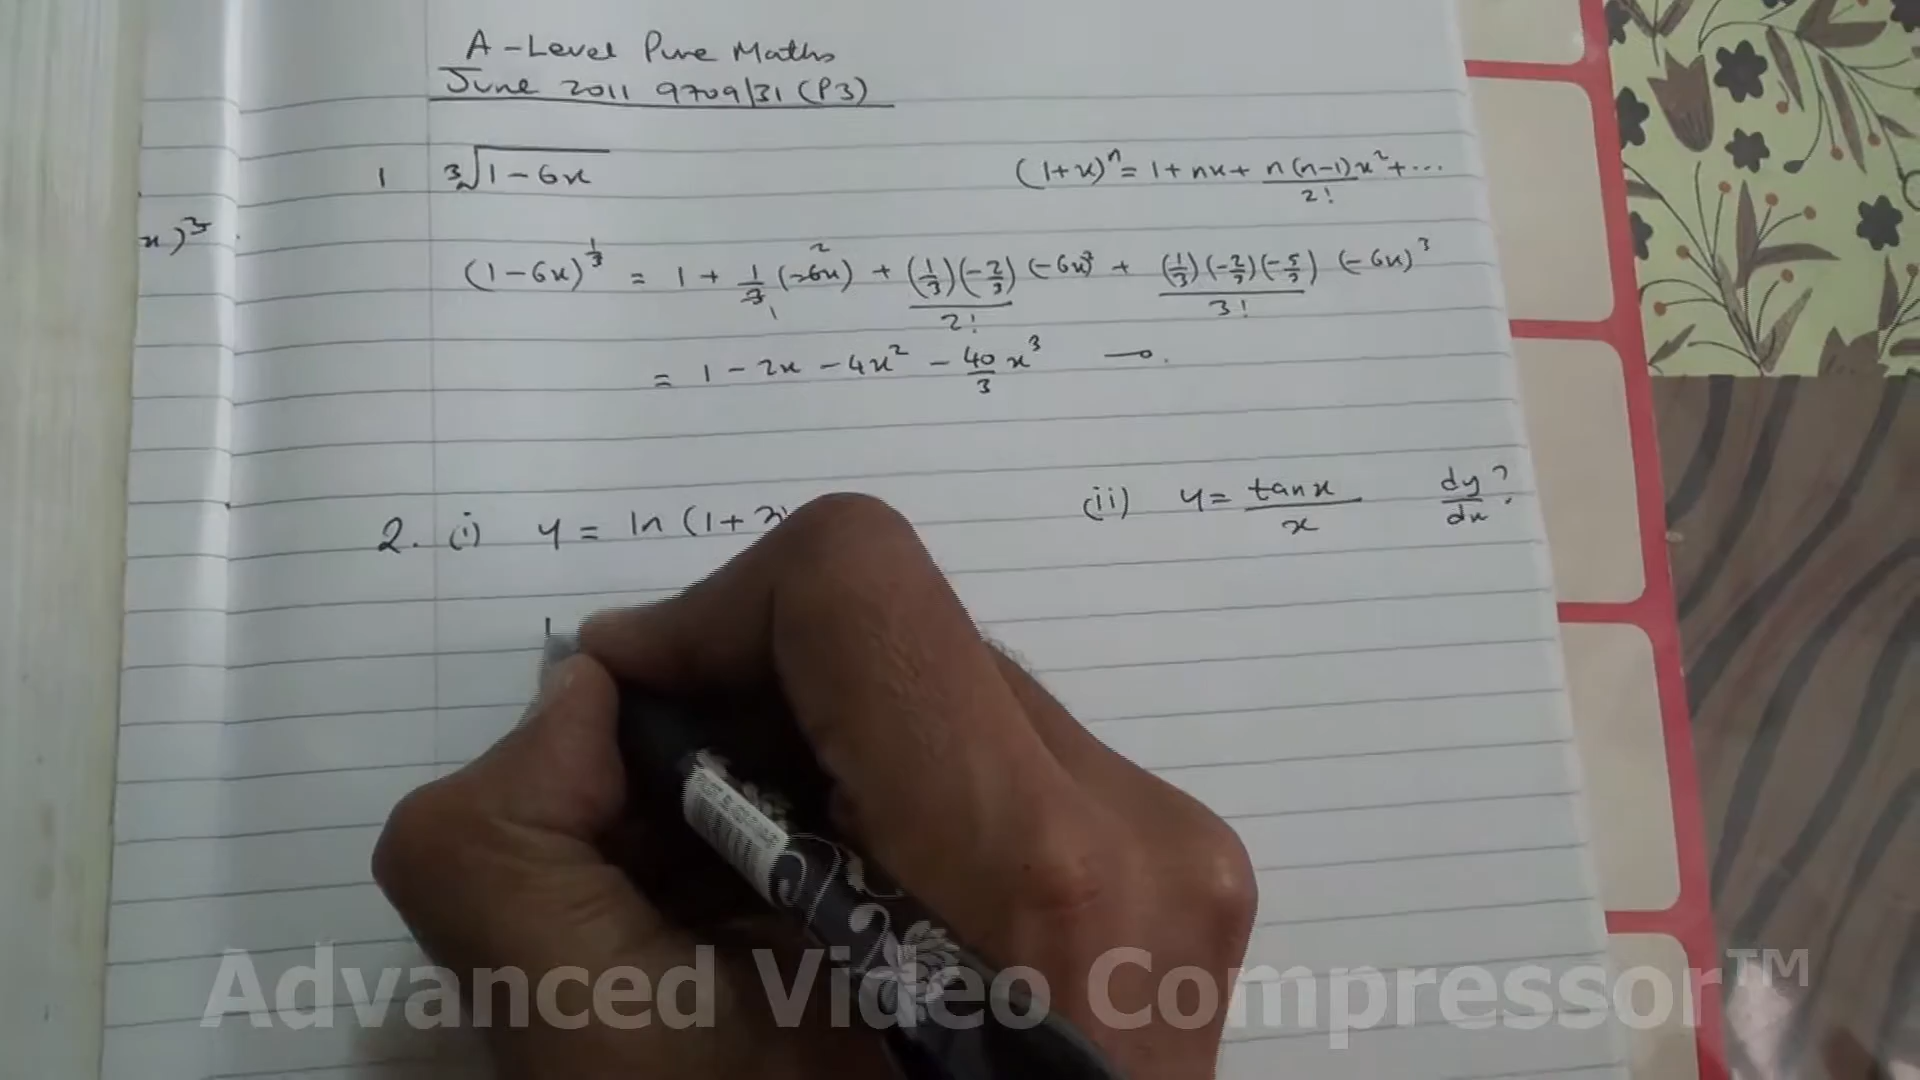 A-Level Pure Maths
June 2011 9709/31 (P3)
1 ∛(1-6x) (1+x)ⁿ = 1 + nx + n(n-1)x²/2! + ...
x)³
(1-6x)^(1/3) = 1 + 1/3 (-6x) + (1/3)(-2/3)/2! (-6x)² + (1/3)(-2/3)(-5/3)/3! (-6x)³
= 1 - 2x - 4x² - 40/3 x³
2. (i) y = ln (1+ (ii) y = tanx/x dy/dx ?
Advanced Video Compressor™